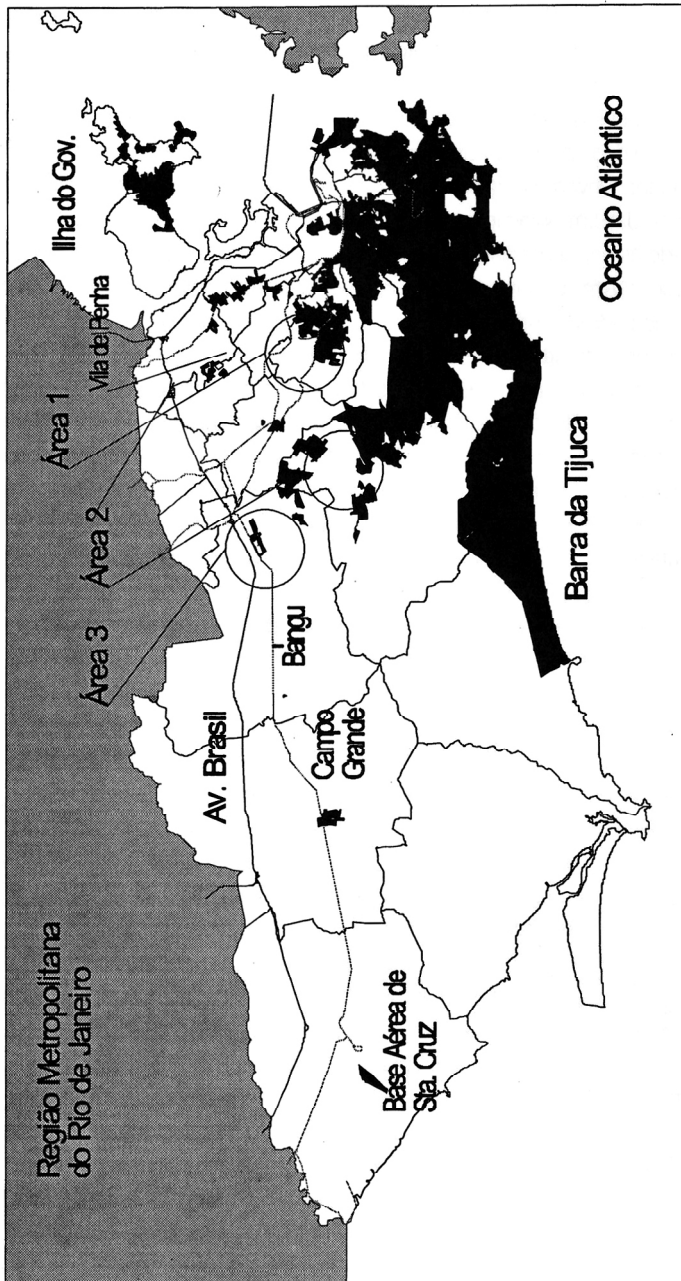 Região Metropolitana
do Rio de Janeiro
Av. Brasil
Área 3
Área 2
Área 1
Vila de Penha
Ilha do Gov.
Bangu
Campo
Grande
Base Aérea de
Sta. Cruz
Barra da Tijuca
Oceano Atlântico